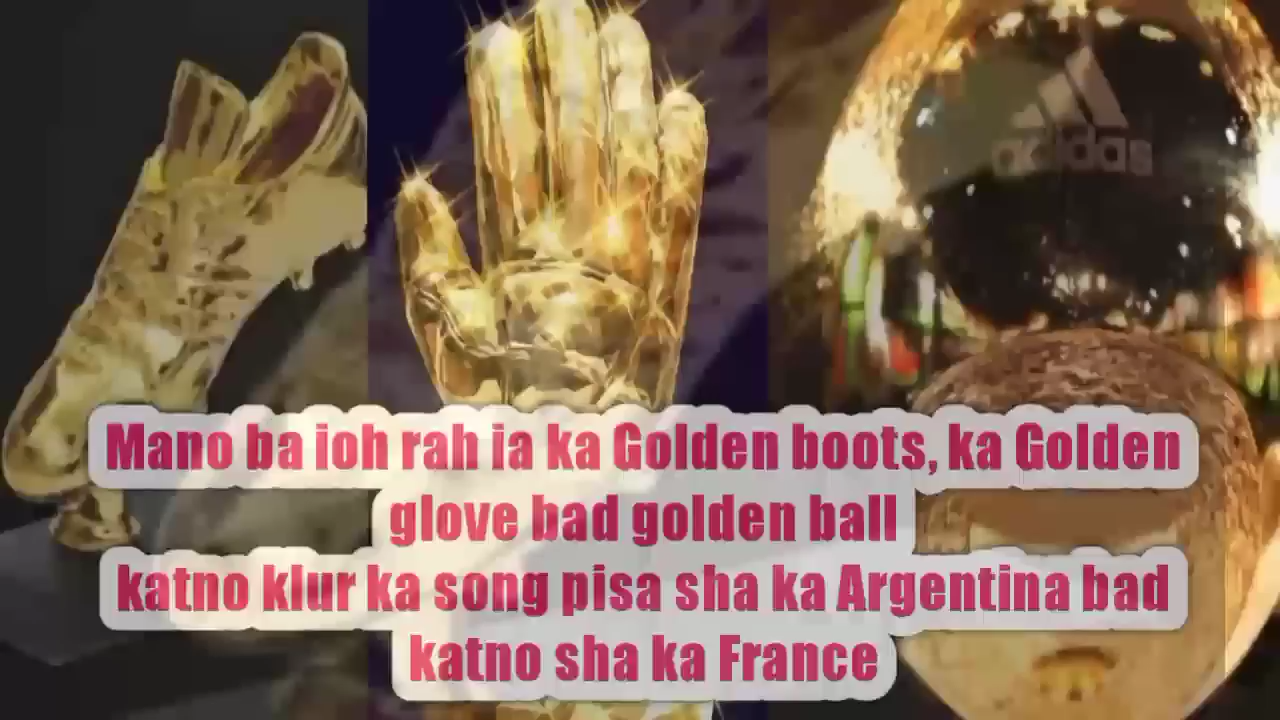 adidas
Mano ba ioh rah ia ka Golden boots, ka Golden
glove bad golden ball
katno klur ka song pisa sha ka Argentina bad
katno sha ka France